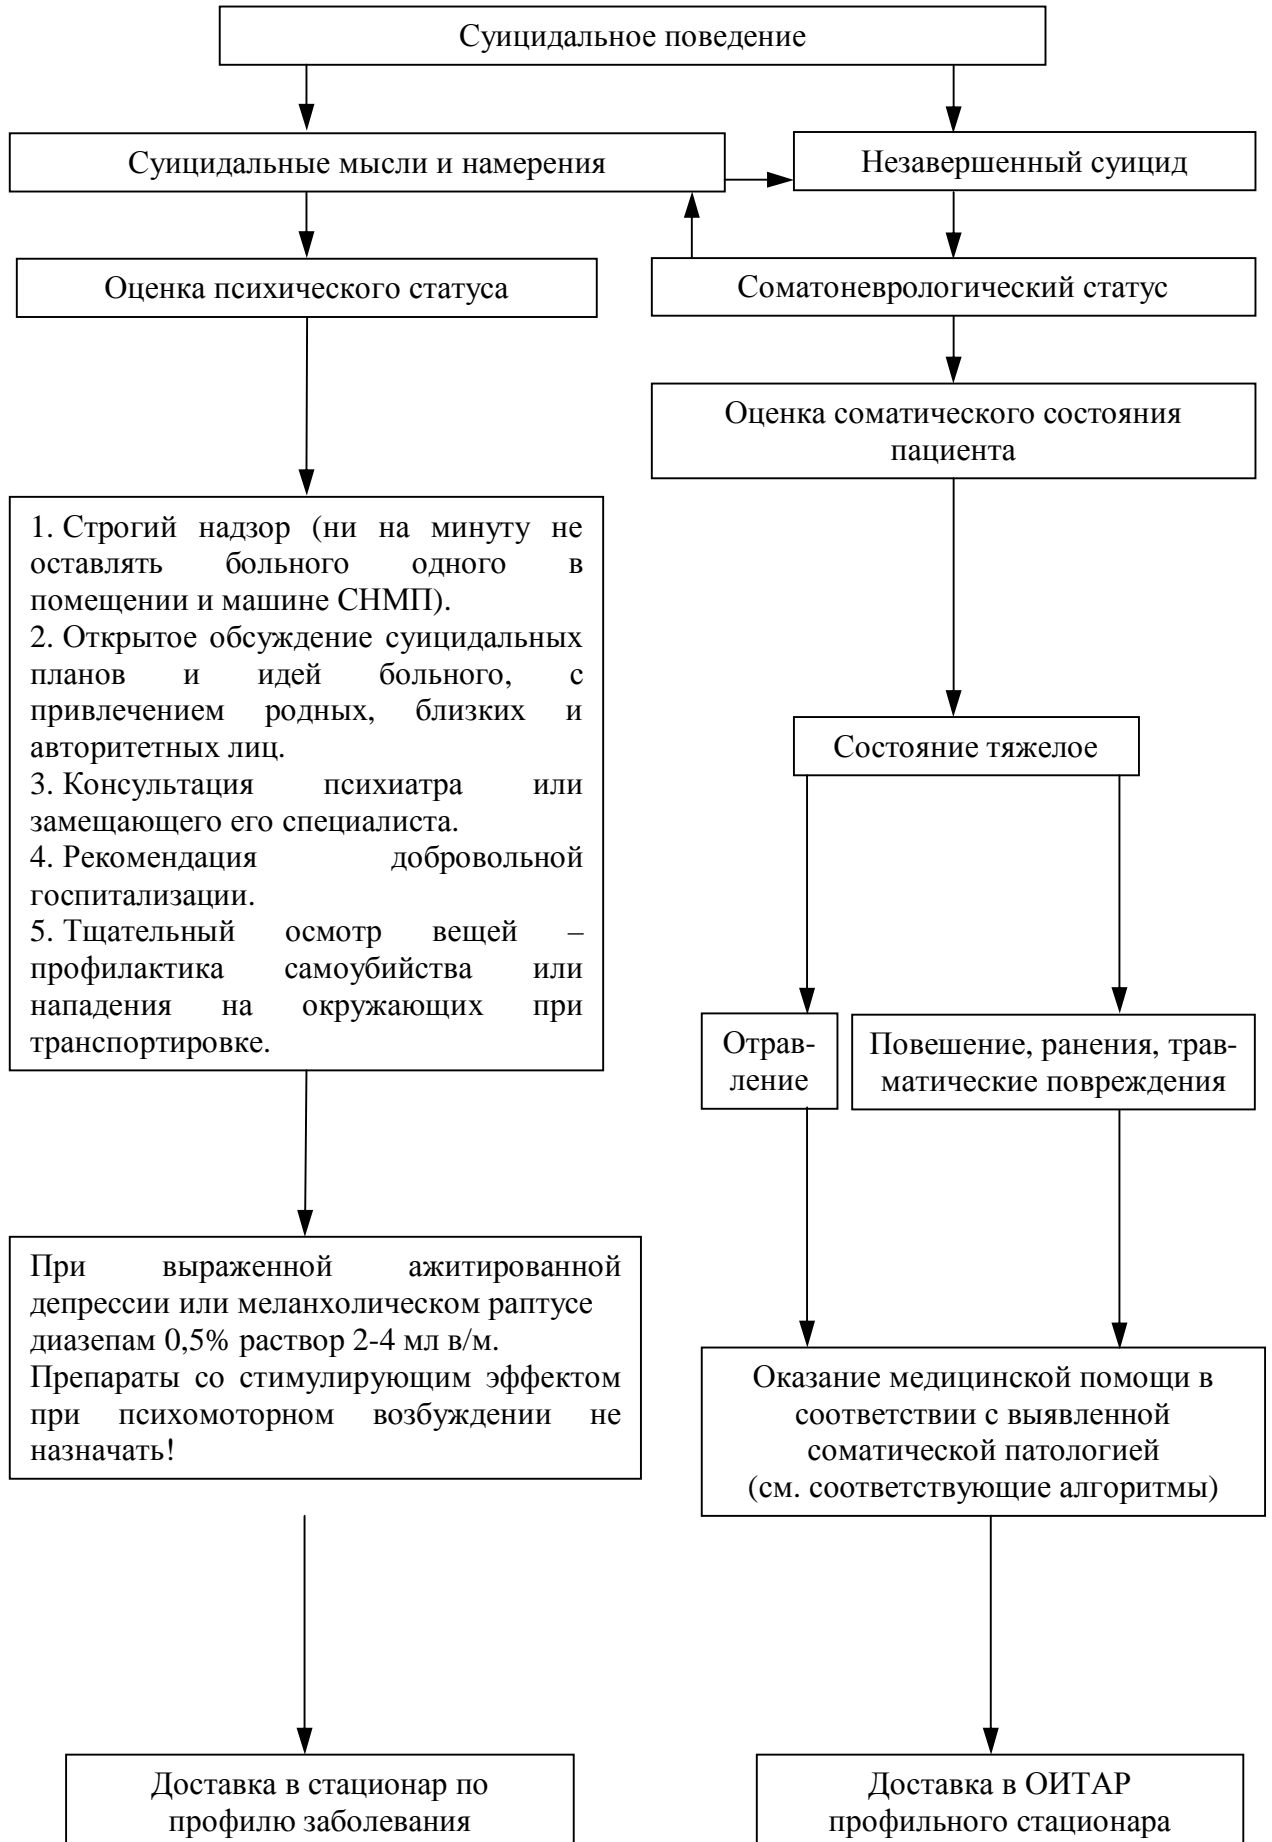 Суицидальное поведение
Суицидальные мысли и намерения
Незавершенный суицид
Оценка психического статуса
Соматоневрологический статус
Оценка соматического состояния
пациента
1. Строгий надзор (ни на минуту не
оставлять больного одного в
помещении и машине СНМП).
2. Открытое обсуждение суицидальных
планов и идей больного, с
привлечением родных, близких и
авторитетных лиц.
3. Консультация психиатра или
замещающего его специалиста.
4. Рекомендация добровольной
госпитализации.
5. Тщательный осмотр вещей –
профилактика самоубийства или
нападения на окружающих при
транспортировке.
Состояние тяжелое
Отрав-
ление
Повешение, ранения, трав-
матические повреждения
При выраженной ажитированной
депрессии или меланхолическом раптусе
диазепам 0,5% раствор 2-4 мл в/м.
Препараты со стимулирующим эффектом
при психомоторном возбуждении не
назначать!
Оказание медицинской помощи в
соответствии с выявленной
соматической патологией
(см. соответствующие алгоритмы)
Доставка в стационар по
профилю заболевания
Доставка в ОИТАР
профильного стационара